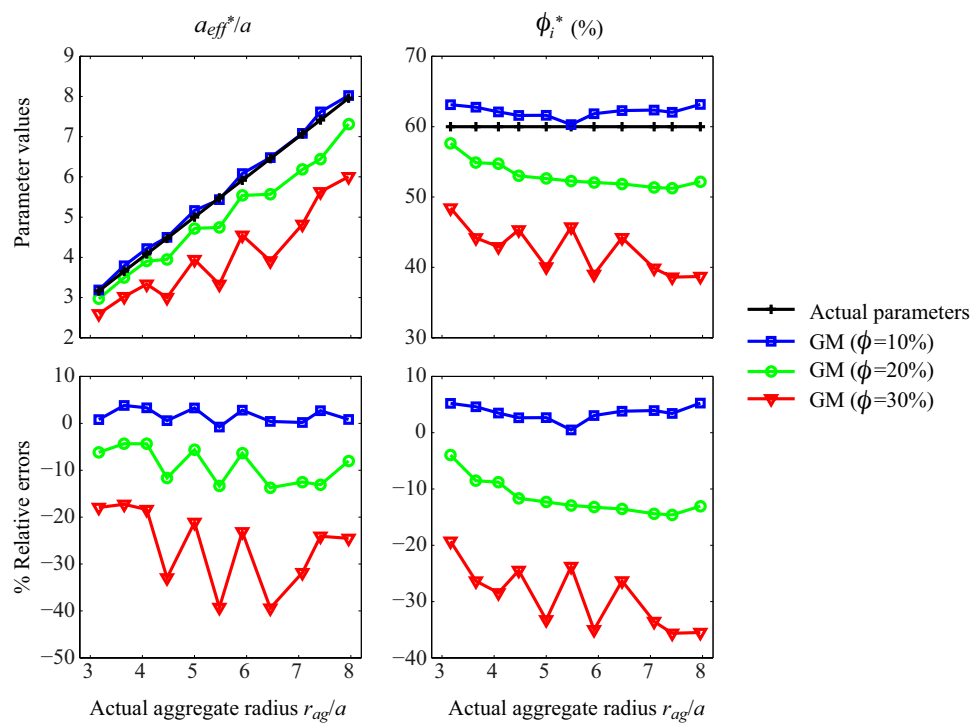 a_eff*/a
ϕ_i* (%)
Parameter values
9
8
7
6
5
4
3
2
70
60
50
40
30
Actual parameters
GM (ϕ=10%)
GM (ϕ=20%)
GM (ϕ=30%)
% Relative errors
10
0
−10
−20
−30
−40
−50
10
0
−10
−20
−30
−40
3 4 5 6 7 8
3 4 5 6 7 8
Actual aggregate radius r_ag/a
Actual aggregate radius r_ag/a